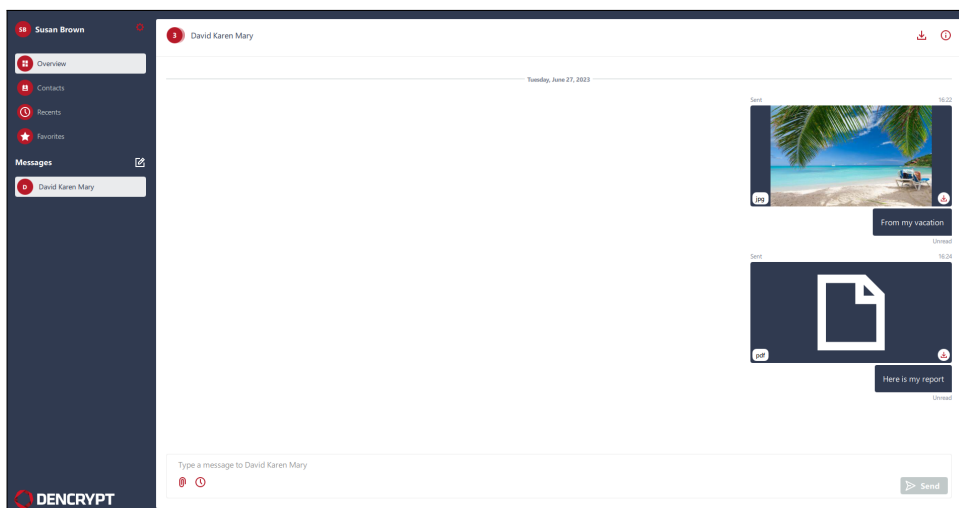 SB Susan Brown
Overview
Contacts
Recents
Favorites
Messages
D David Karen Mary
DENCRYPT
3 David Karen Mary
Tuesday, June 27, 2023
Sent 16:22
jpg
From my vacation
Unread
Sent 16:24
pdf
Here is my report
Unread
Type a message to David Karen Mary
Send